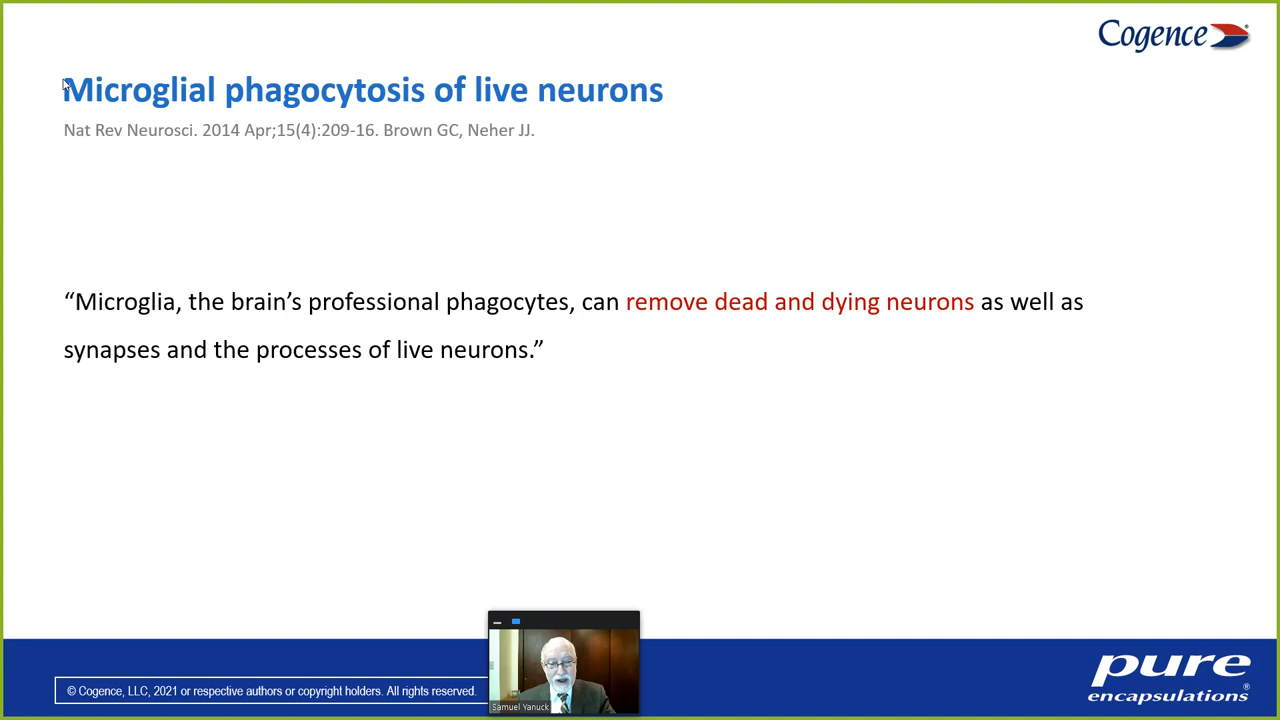 Cogence
Microglial phagocytosis of live neurons
Nat Rev Neurosci. 2014 Apr;15(4):209-16. Brown GC, Neher JJ.
“Microglia, the brain’s professional phagocytes, can remove dead and dying neurons as well as
synapses and the processes of live neurons.”
© Cogence, LLC, 2021 or respective authors or copyright holders. All rights reserved.
Samuel Yanuck
pure
encapsulations®